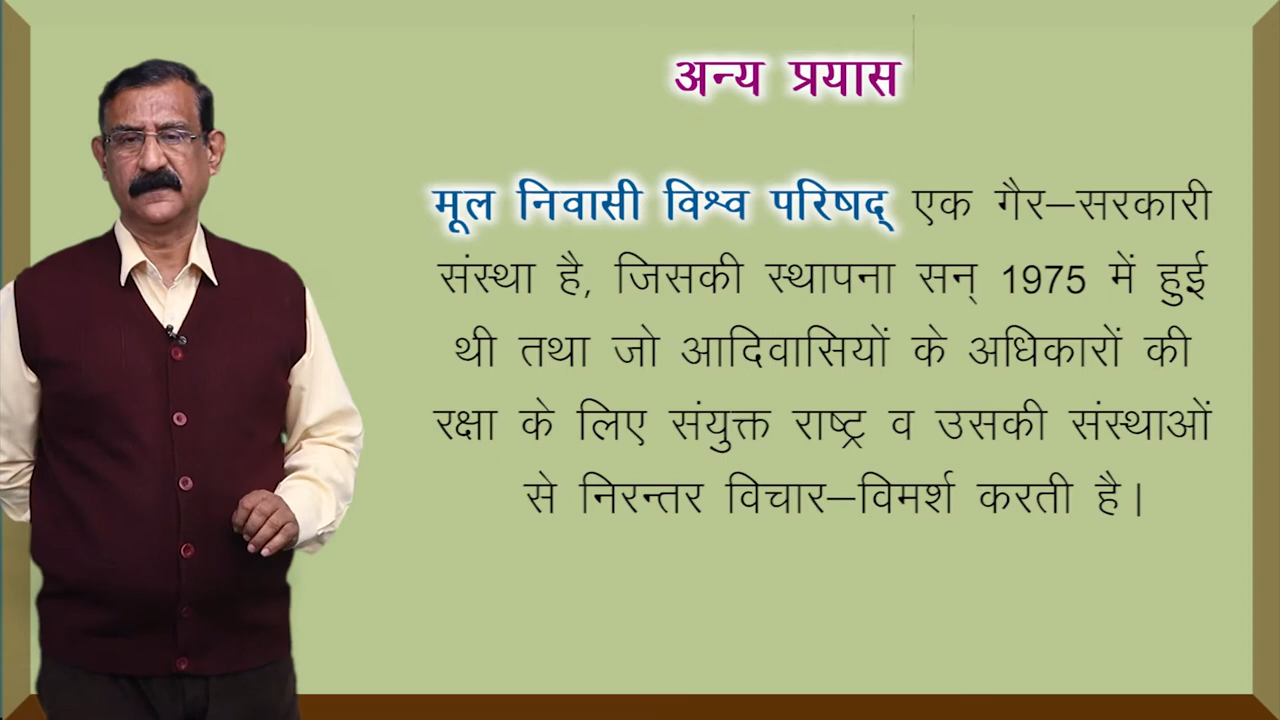 अन्य प्रयास
मूल निवासी विश्व परिषद् एक गैर–सरकारी
संस्था है, जिसकी स्थापना सन् 1975 में हुई
थी तथा जो आदिवासियों के अधिकारों की
रक्षा के लिए संयुक्त राष्ट्र व उसकी संस्थाओं
से निरन्तर विचार–विमर्श करती है।